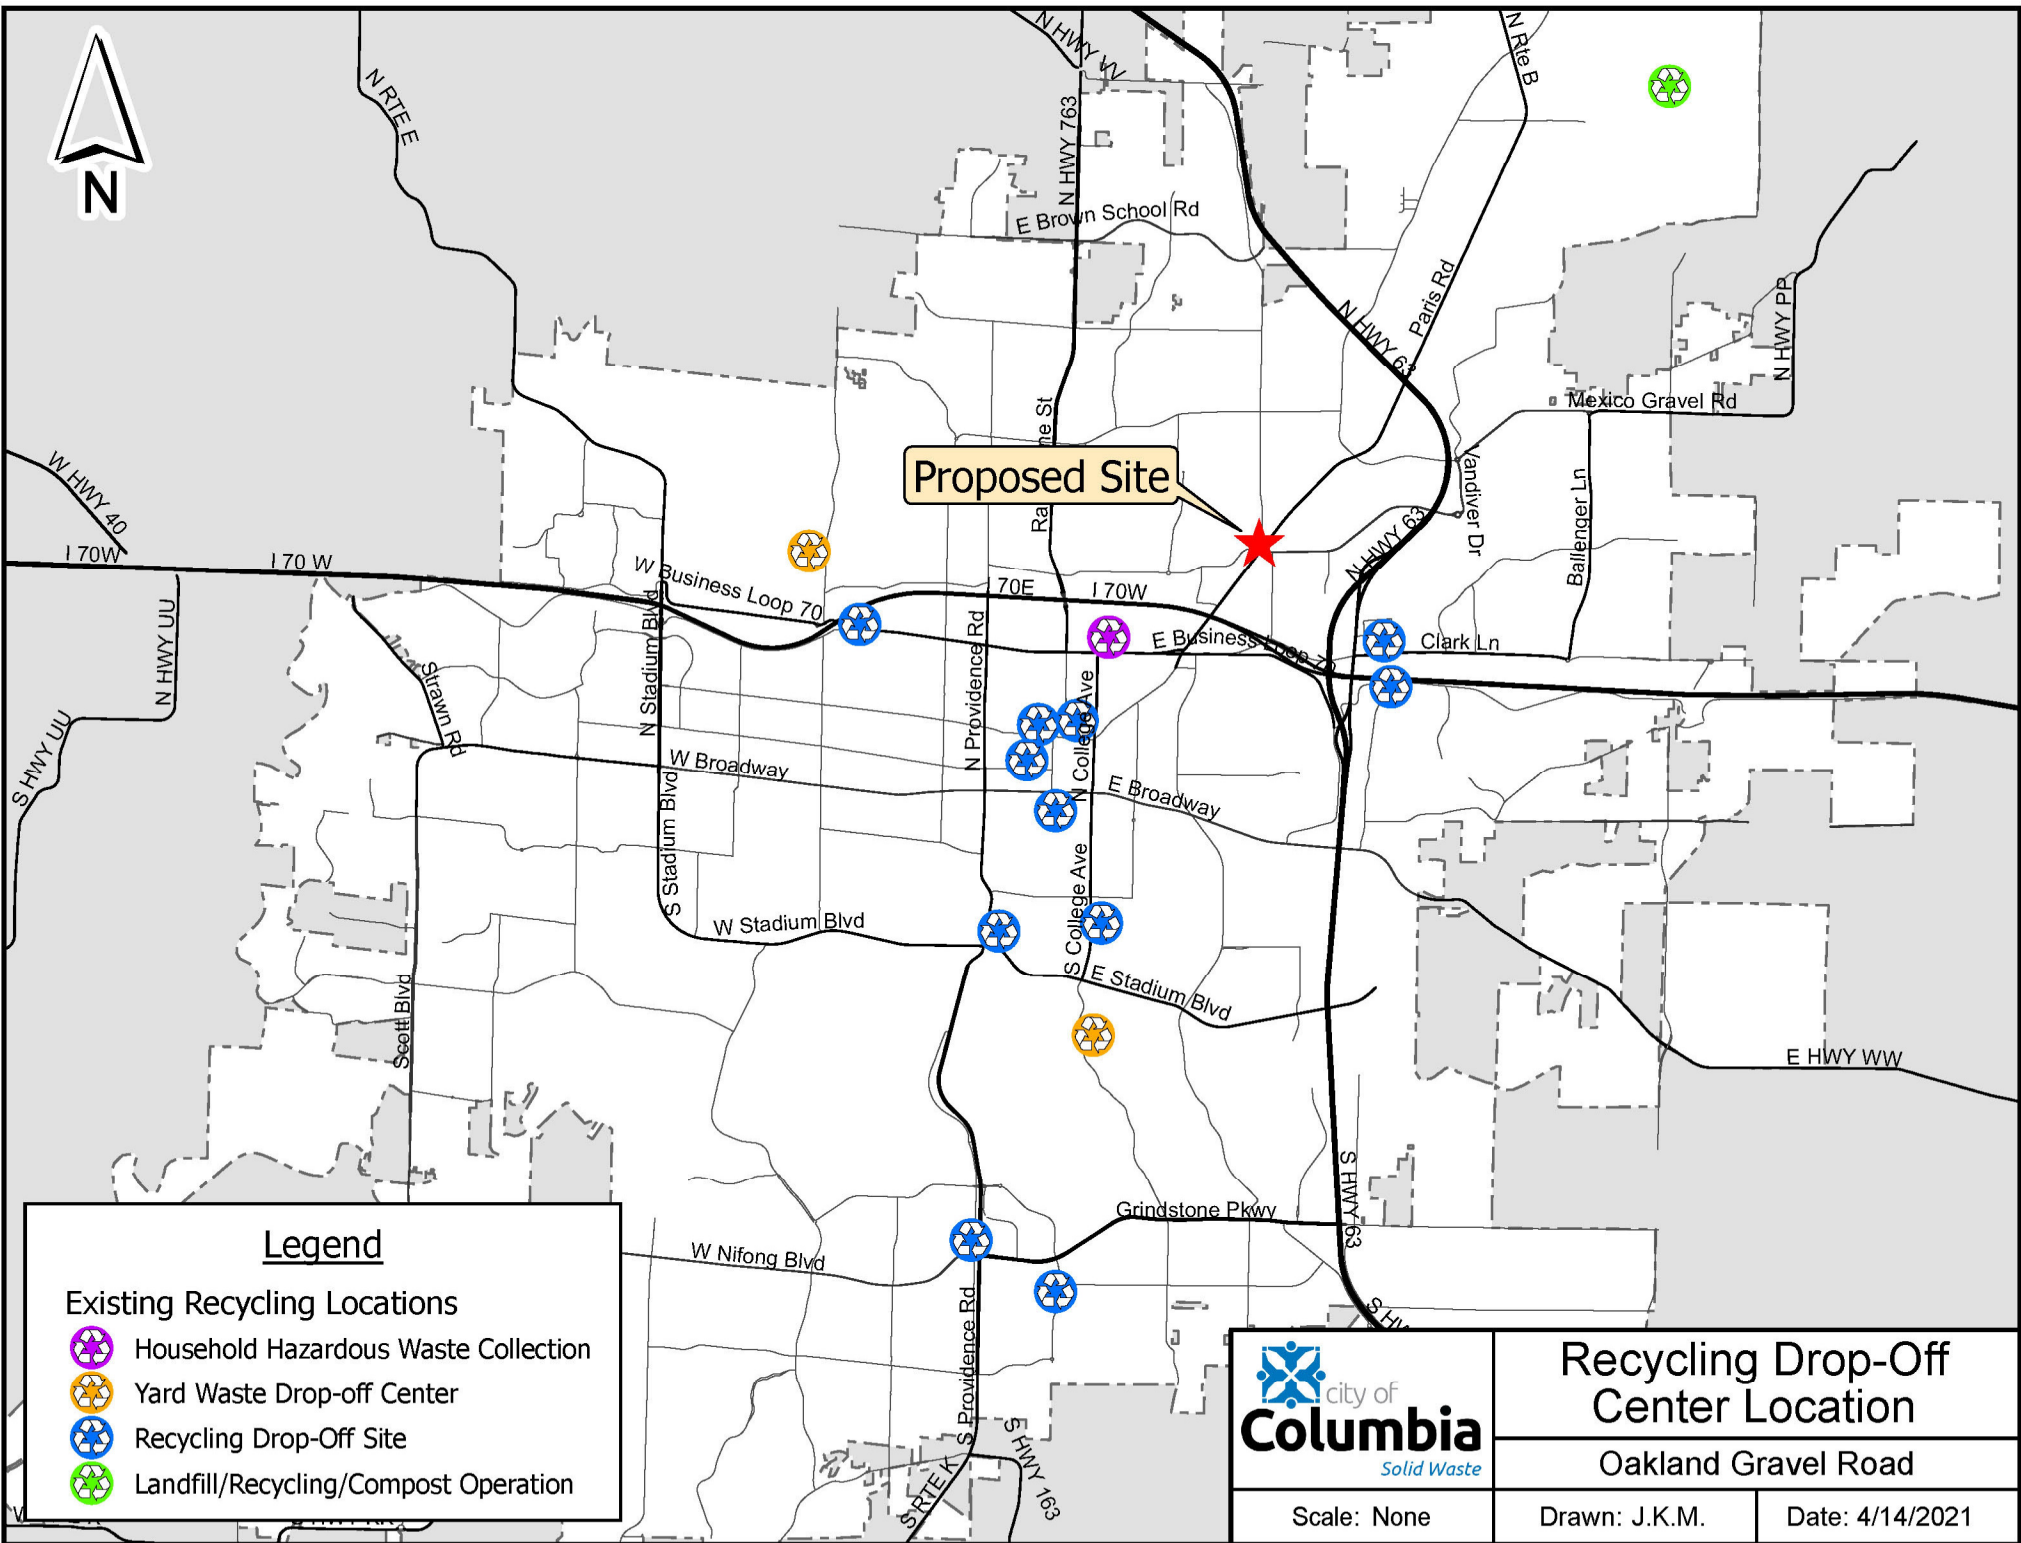 N HWY VV
N Rte B
N RTE E
N HWY 763
N
E Brown School Rd
Paris Rd
N HWY 63
N HWY PP
Mexico Gravel Rd
W HWY 40
Proposed Site
Vandiver Dr
Ballenger Ln
N HWY 63
I 70W
I 70 W
W Business Loop 70
I 70E
I 70W
N HWY UU
N Stadium Blvd
N Providence Rd
E Business Loop 70
Clark Ln
Strawn Rd
S HWY UU
N College Ave
W Broadway
E Broadway
S Stadium Blvd
S College Ave
W Stadium Blvd
E Stadium Blvd
Scott Blvd
E HWY WW
S HWY 63
Grindstone Pkwy
W Nifong Blvd
S Providence Rd
S RTE K
S HWY 163
Legend
Existing Recycling Locations
Household Hazardous Waste Collection
Yard Waste Drop-off Center
Recycling Drop-Off Site
Landfill/Recycling/Compost Operation
city of
Columbia
Solid Waste
Recycling Drop-Off
Center Location
Oakland Gravel Road
Scale: None
Drawn: J.K.M.
Date: 4/14/2021